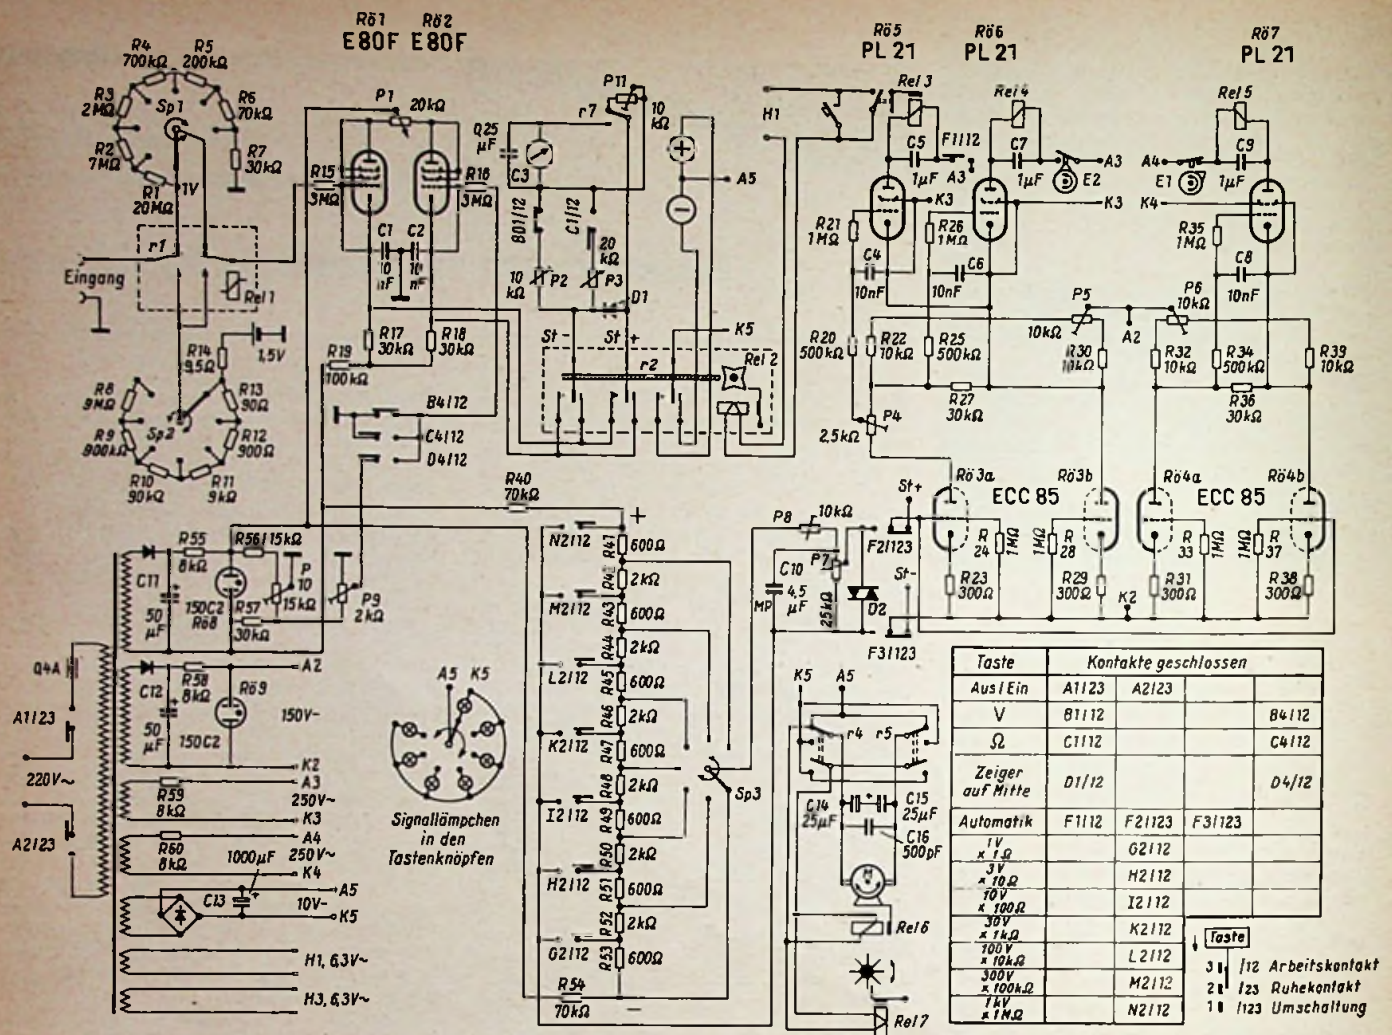 Rö1 Rö2
E80F E80F
Rö5
PL 21
Rö6
PL 21
Rö7
PL 21
R4
700kΩ
R5
200kΩ
R3
2MΩ
Sp1
R6
70kΩ
R2
7MΩ
R7
30kΩ
R1
20MΩ
1V
r1
Eingang
Rel 1
R14
9,5Ω
1,5V
R8
9MΩ
R13
90Ω
Sp2
R9
900kΩ
R12
900Ω
R10
90kΩ
R11
9kΩ
P1
20kΩ
R15
3MΩ
R16
3MΩ
C1
10
nF
C2
10
nF
R17
30kΩ
R18
30kΩ
R19
100kΩ
B4/12
C4/12
D4/12
0,25
µF
C3
r7
P11
10
kΩ
B01/12
C1/12
10
kΩ
P2
20
kΩ
P3
D1
St -
St +
r2
K5
Rel 2
A5
H1
Rel 3
C5
1µF
F1/12
A3
K3
R21
1MΩ
C4
10nF
R26
1MΩ
Rel 4
C7
1µF
E2
A3
K3
C6
10nF
Rel 5
A4
E1
K4
C9
1µF
R35
1MΩ
C8
10nF
P5
10kΩ
A2
P6
10kΩ
R20
500kΩ
R22
10kΩ
R25
500kΩ
R30
10kΩ
R32
10kΩ
R34
500kΩ
R39
10kΩ
R27
30kΩ
R36
30kΩ
P4
2,5kΩ
Rö3a
ECC 85
Rö3b
Rö4a
ECC 85
Rö4b
R
24
1MΩ
1MΩ
R
28
R
33
1MΩ
1MΩ
R
37
R23
300Ω
R29
300Ω
R31
300Ω
R38
300Ω
K2
R40
70kΩ
+
N2/12
R41
600Ω
2kΩ
M2/12
R43
600Ω
R44
2kΩ
L2/12
R45
600Ω
R46
2kΩ
K2/12
R47
600Ω
R48
2kΩ
I2/12
R49
600Ω
R50
2kΩ
H2/12
R51
600Ω
R52
2kΩ
G2/12
R53
600Ω
R54
70kΩ
-
Sp3
P8
10kΩ
P7
25kΩ
C10
4,5
µF
MP
D2
St+
F2/123
St-
F3/123
R55
8kΩ
R56/15kΩ
C11
50
µF
150C2
Rö8
R57
30kΩ
P
10
15kΩ
P9
2kΩ
0,4A
A1/23
220V~
A2/23
C12
50
µF
R58
8kΩ
Rö9
150C2
A2
150V-
K2
R59
8kΩ
A3
250V~
K3
R60
8kΩ
A4
250V~
K4
1000µF
C13
A5
10V-
K5
H1, 6,3V~
H3, 6,3V~
A5 K5
Signallämpchen
in den
Tastenknöpfen
K5 A5
r4 r5
C14
25µF
C15
25µF
C16
500pF
Rel 6
Rel 7
Taste Kontakte geschlossen
Aus/Ein A1/23 A2/23
V B1/12 B4/12
Ω C1/12 C4/12
Zeiger
auf Mitte D1/12 D4/12
Automatik F1/12 F2/123 F3/123
1V
x 1Ω G2/12
3V
x 10Ω H2/12
10V
x 100Ω I2/12
30V
x 1kΩ K2/12
100V
x 10kΩ L2/12
300V
x 100kΩ M2/12
1kV
x 1MΩ N2/12
Taste
3 /12 Arbeitskontakt
2 /23 Ruhekontakt
1 /123 Umschaltung